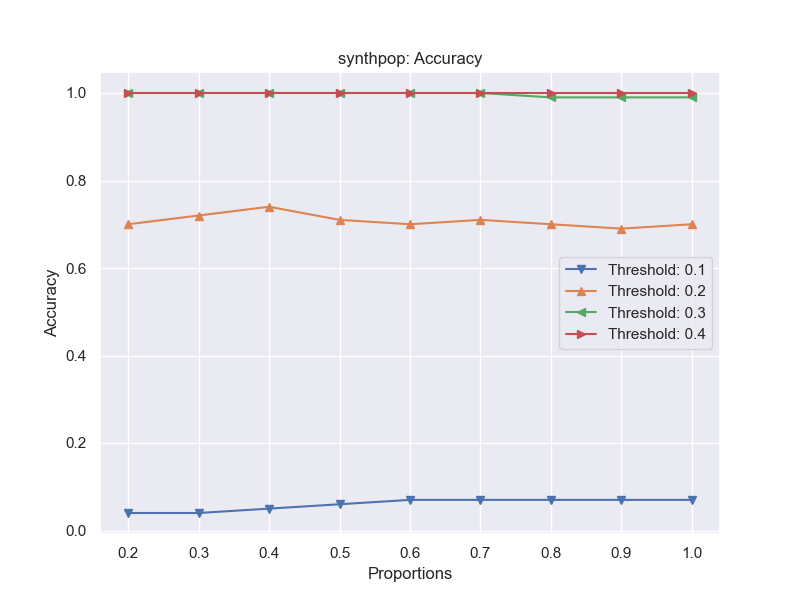 synthpop: Accuracy
Accuracy
1.0
0.8
0.6
0.4
0.2
0.0
Threshold: 0.1
Threshold: 0.2
Threshold: 0.3
Threshold: 0.4
0.2 0.3 0.4 0.5 0.6 0.7 0.8 0.9 1.0
Proportions